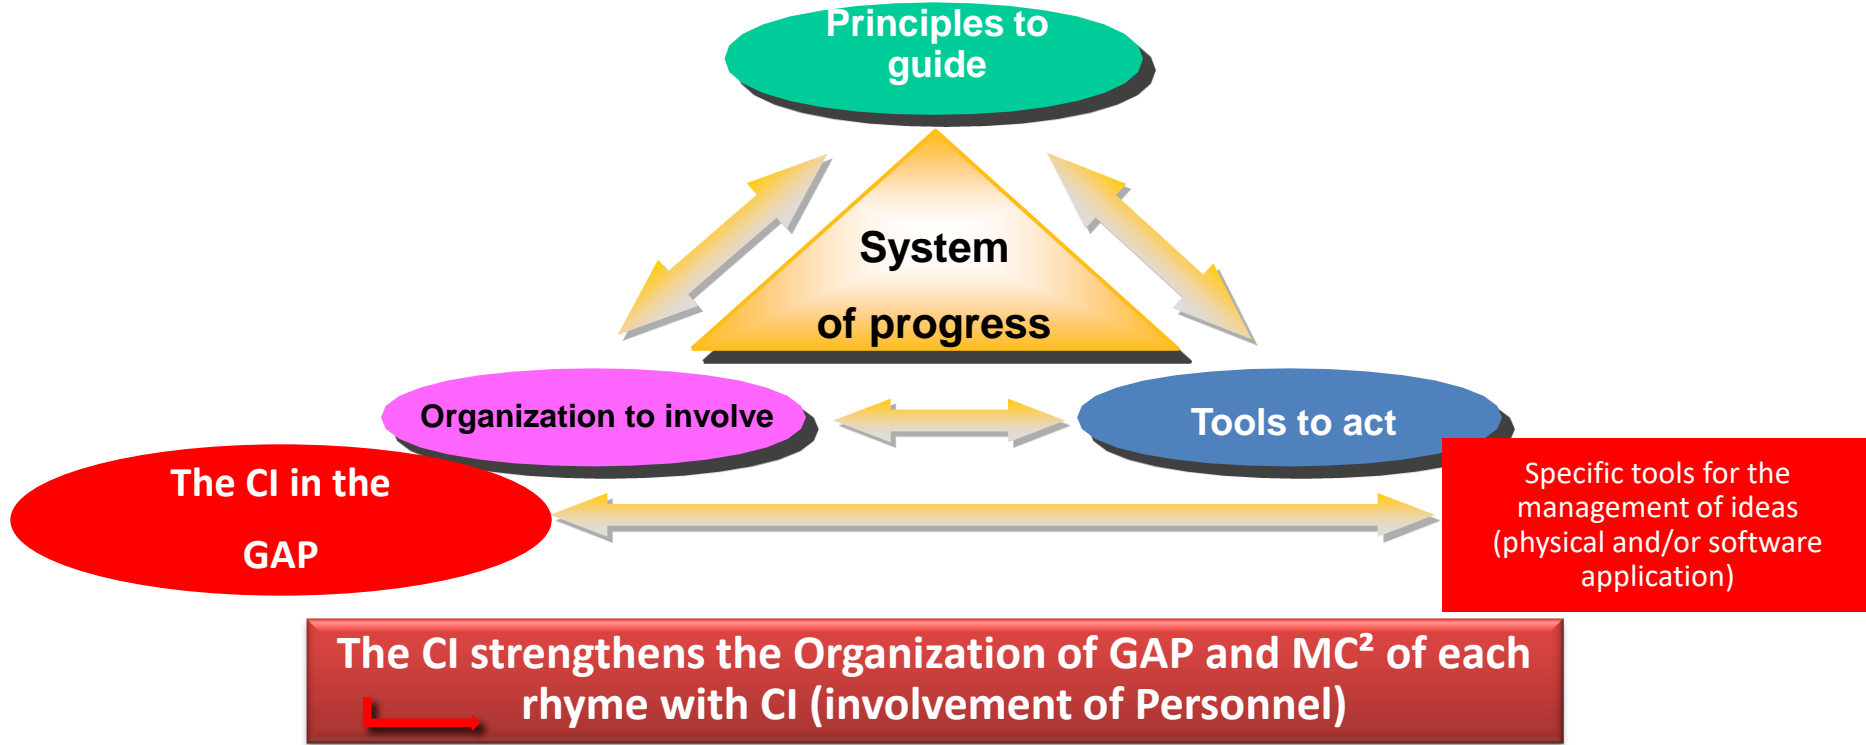 Principles to
guide
System
of progress
Organization to involve
Tools to act
The CI in the
GAP
Specific tools for the
management of ideas
(physical and/or software
application)
The CI strengthens the Organization of GAP and MC² of each
rhyme with CI (involvement of Personnel)